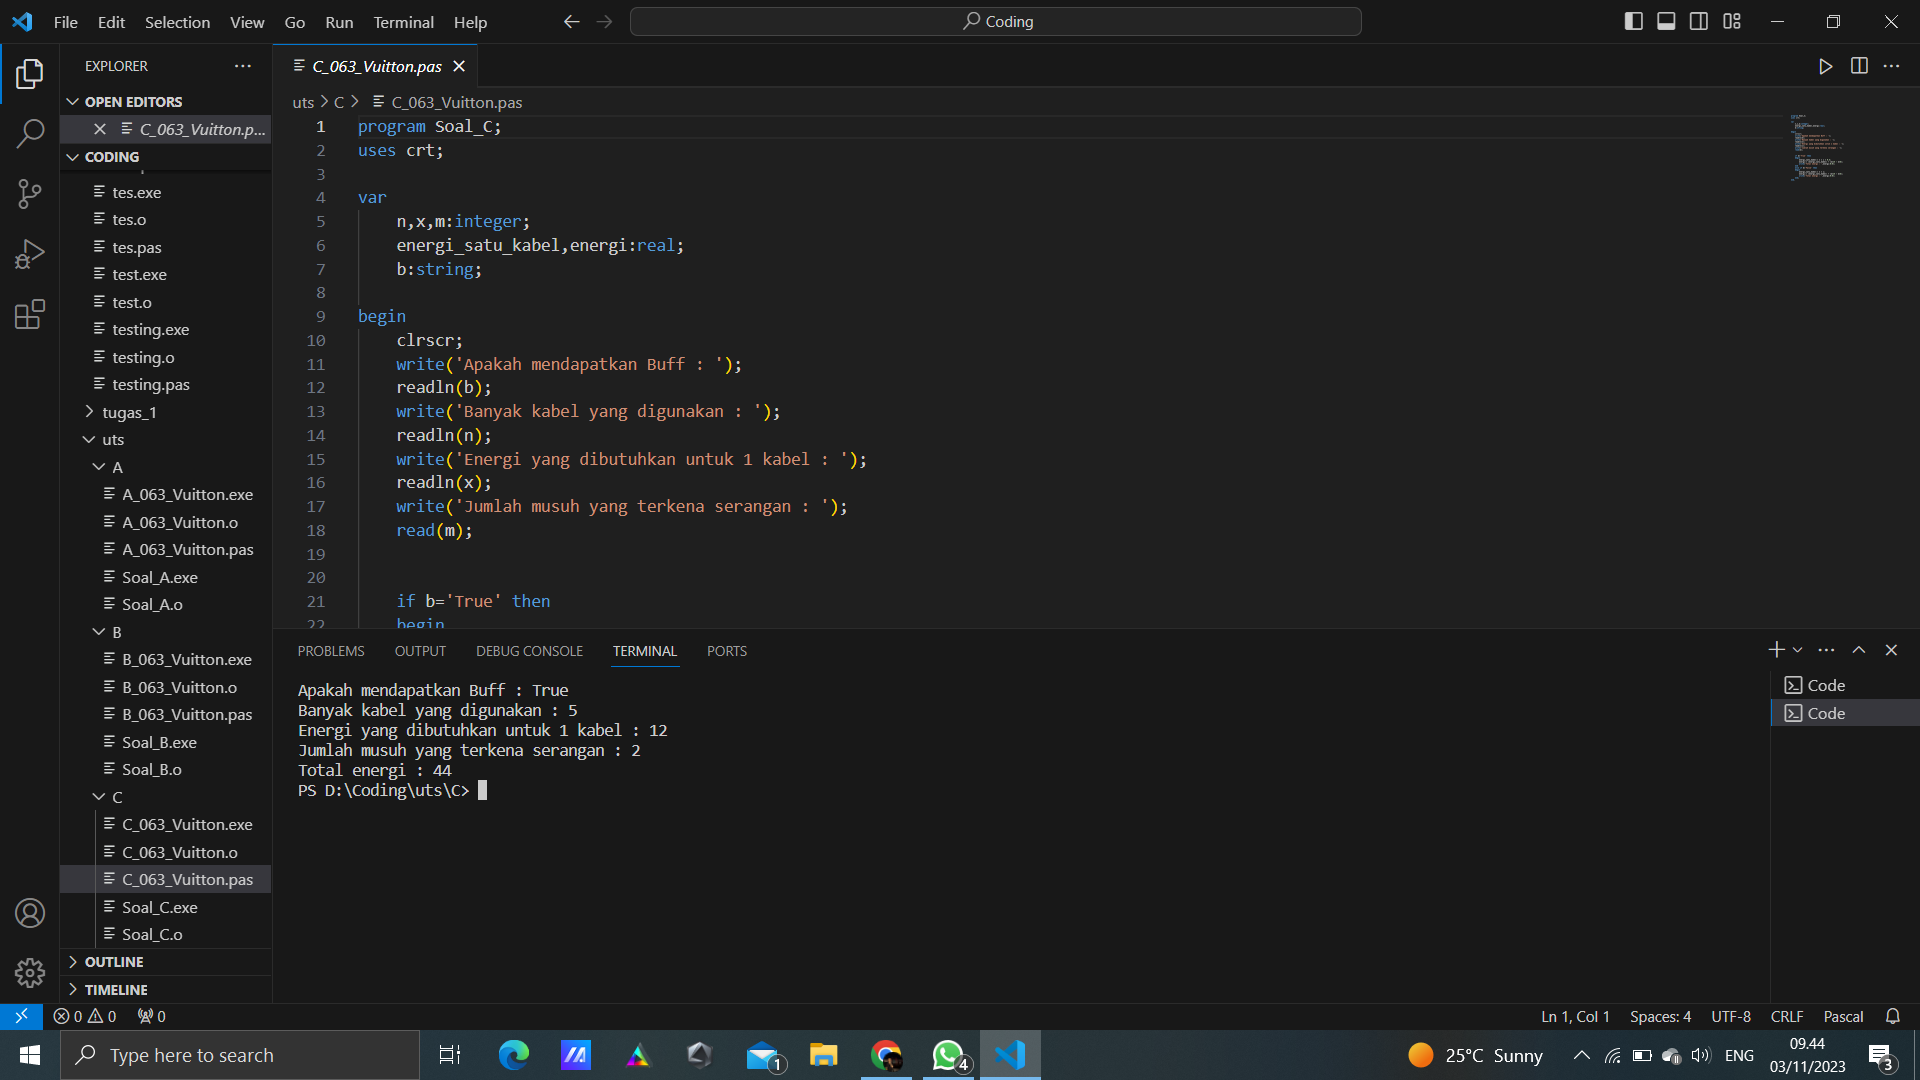 File Edit Selection View Go Run Terminal Help
Coding
EXPLORER
OPEN EDITORS
C_063_Vuitton.p...
CODING
tes.exe
tes.o
tes.pas
test.exe
test.o
testing.exe
testing.o
testing.pas
tugas_1
uts
A
A_063_Vuitton.exe
A_063_Vuitton.o
A_063_Vuitton.pas
Soal_A.exe
Soal_A.o
B
B_063_Vuitton.exe
B_063_Vuitton.o
B_063_Vuitton.pas
Soal_B.exe
Soal_B.o
C
C_063_Vuitton.exe
C_063_Vuitton.o
C_063_Vuitton.pas
Soal_C.exe
Soal_C.o
OUTLINE
TIMELINE
C_063_Vuitton.pas
uts > C > C_063_Vuitton.pas
1 program Soal_C;
2 uses crt;
3
4 var
5 n,x,m:integer;
6 energi_satu_kabel,energi:real;
7 b:string;
8
9 begin
10 clrscr;
11 write('Apakah mendapatkan Buff : ');
12 readln(b);
13 write('Banyak kabel yang digunakan : ');
14 readln(n);
15 write('Energi yang dibutuhkan untuk 1 kabel : ');
16 readln(x);
17 write('Jumlah musuh yang terkena serangan : ');
18 read(m);
19
20
21 if b='True' then
22 begin
PROBLEMS OUTPUT DEBUG CONSOLE TERMINAL PORTS
Apakah mendapatkan Buff : True
Banyak kabel yang digunakan : 5
Energi yang dibutuhkan untuk 1 kabel : 12
Jumlah musuh yang terkena serangan : 2
Total energi : 44
PS D:\Coding\uts\C>
Code
Code
0 0 0
Ln 1, Col 1 Spaces: 4 UTF-8 CRLF Pascal
Type here to search
1
4
25°C Sunny
ENG
09.44
03/11/2023
3